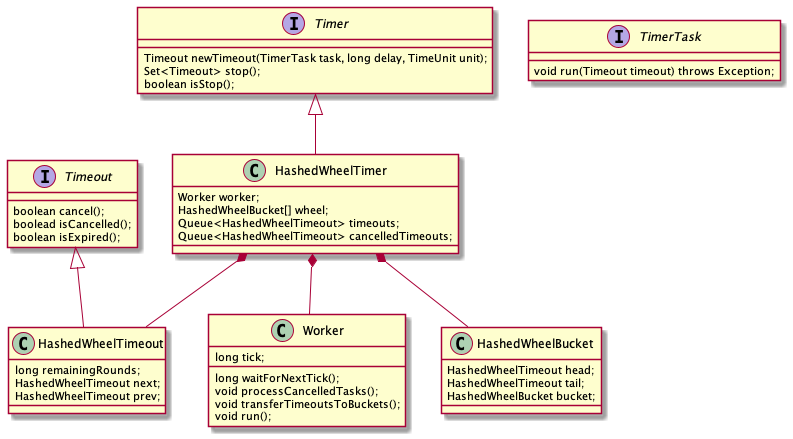 I Timer
Timeout newTimeout(TimerTask task, long delay, TimeUnit unit);
Set<Timeout> stop();
boolean isStop();
I TimerTask
void run(Timeout timeout) throws Exception;
I Timeout
boolean cancel();
boolead isCancelled();
boolean isExpired();
C HashedWheelTimer
Worker worker;
HashedWheelBucket[] wheel;
Queue<HashedWheelTimeout> timeouts;
Queue<HashedWheelTimeout> cancelledTimeouts;
C HashedWheelTimeout
long remainingRounds;
HashedWheelTimeout next;
HashedWheelTimeout prev;
C Worker
long tick;
long waitForNextTick();
void processCancelledTasks();
void transferTimeoutsToBuckets();
void run();
C HashedWheelBucket
HashedWheelTimeout head;
HashedWheelTimeout tail;
HashedWheelBucket bucket;